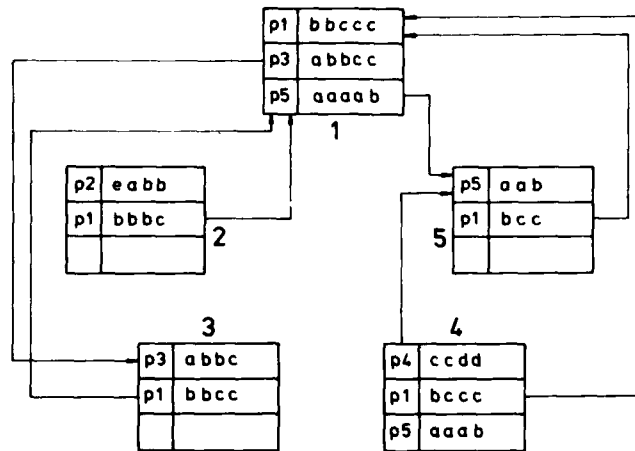 p1 bbccc
p3 abbcc
p5 aaaab
1
p2 eabb
p1 bbbc
2
p5 aab
p1 bcc
5
3
p3 abbc
p1 bbcc
4
p4 ccdd
p1 bccc
p5 aaab